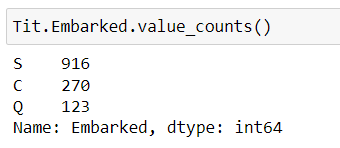 Tit.Embarked.value_counts()
S    916
C    270
Q    123
Name: Embarked, dtype: int64